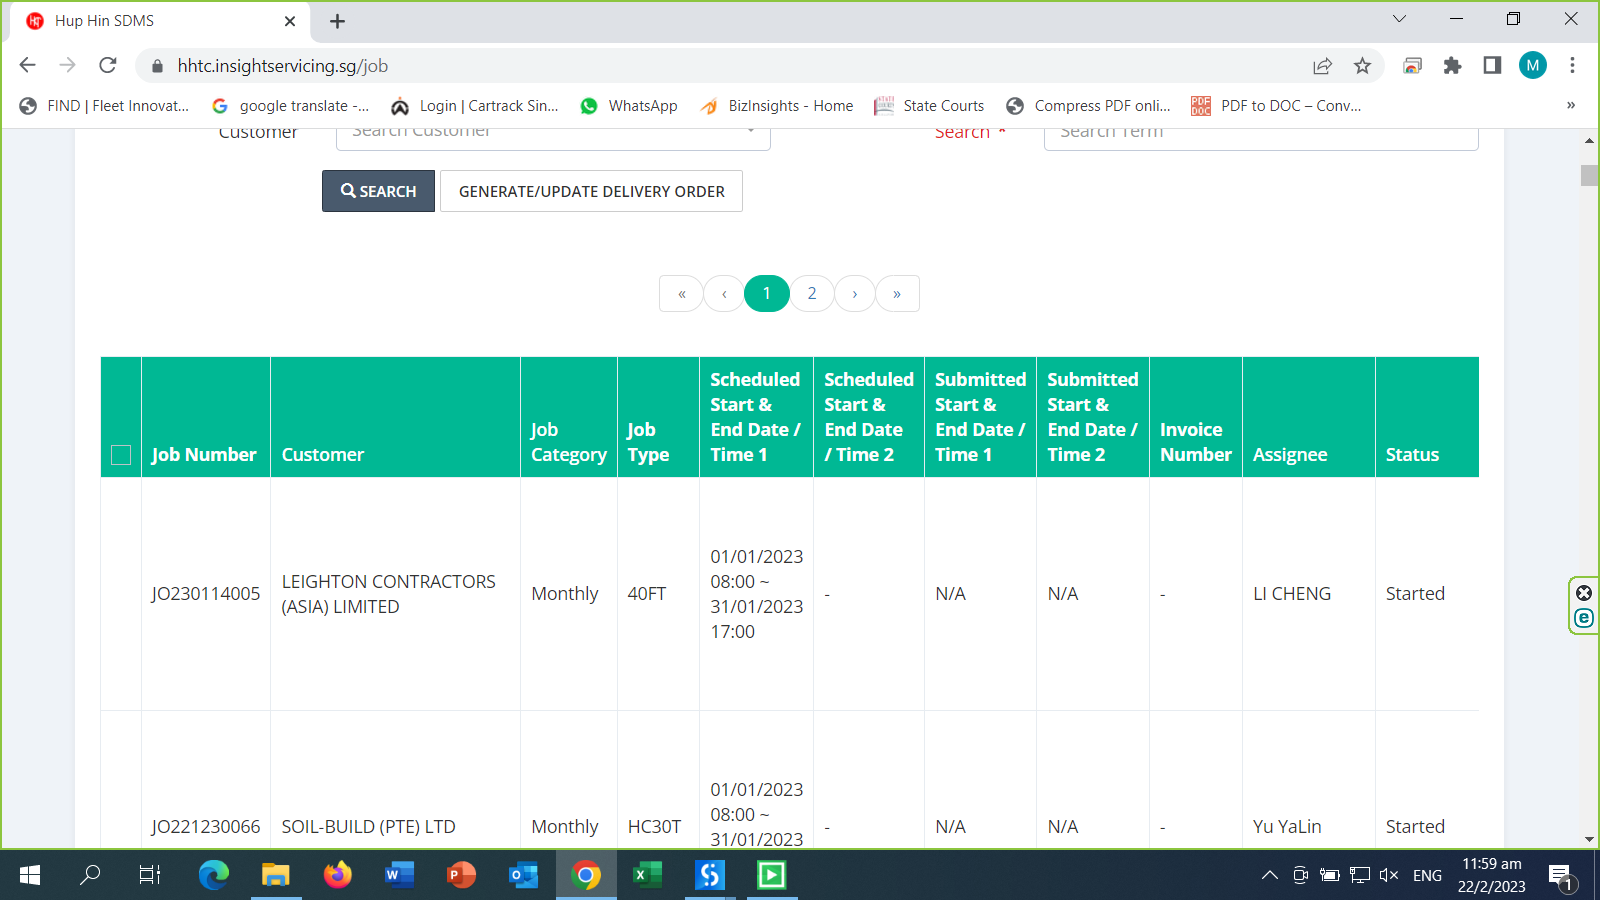 Hup Hin SDMS
hhtc.insightservicing.sg/job
M
FIND | Fleet Innovat...
google translate -...
Login | Cartrack Sin...
WhatsApp
BizInsights - Home
State Courts
Compress PDF onli...
PDF to DOC – Conv...
»
Customer
Search Customer
Search *
Search Term
SEARCH
GENERATE/UPDATE DELIVERY ORDER
« ‹ 1 2 › »
Job Number
Customer
Job
Category
Job
Type
Scheduled
Start &
End Date /
Time 1
Scheduled
Start &
End Date
/ Time 2
Submitted
Start &
End Date /
Time 1
Submitted
Start &
End Date /
Time 2
Invoice
Number
Assignee
Status
JO230114005
LEIGHTON CONTRACTORS
(ASIA) LIMITED
Monthly
40FT
01/01/2023
08:00 ~
31/01/2023
17:00
-
N/A
N/A
-
LI CHENG
Started
JO221230066
SOIL-BUILD (PTE) LTD
Monthly
HC30T
01/01/2023
08:00 ~
31/01/2023
-
N/A
N/A
-
Yu YaLin
Started
ENG
11:59 am
22/2/2023
1